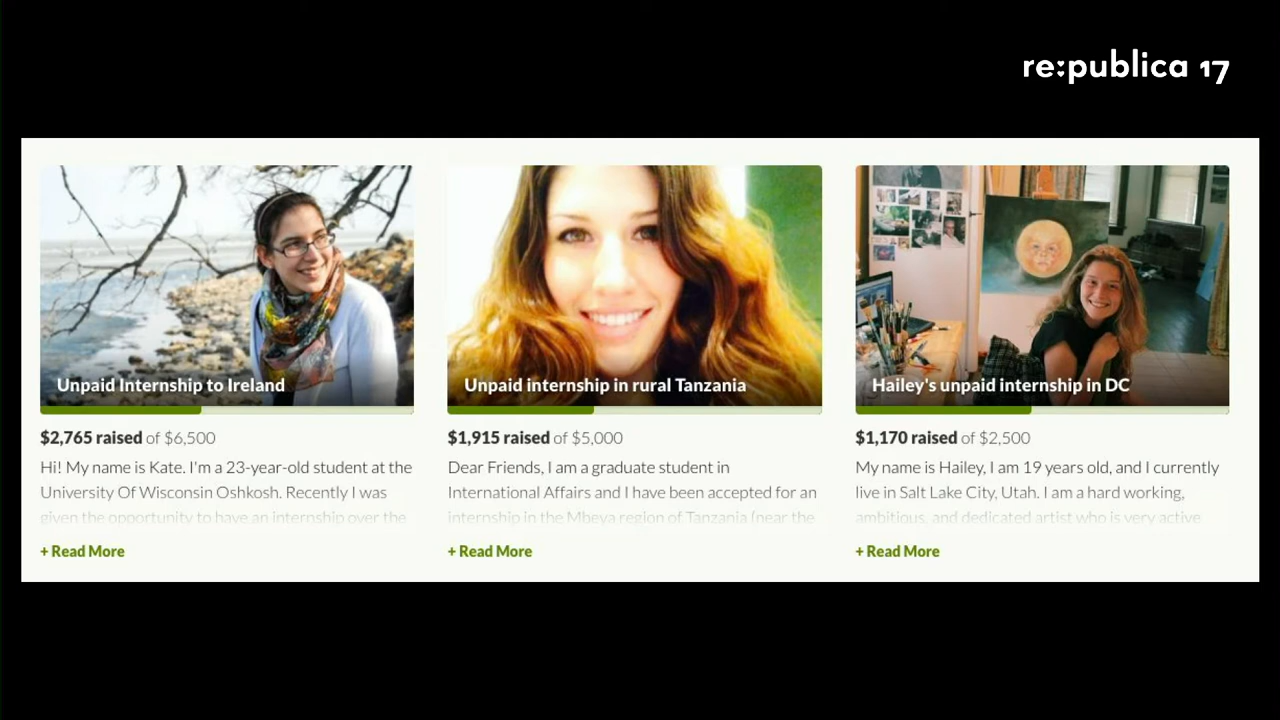 re:publica 17
Unpaid Internship to Ireland
$2,765 raised of $6,500
Hi! My name is Kate. I'm a 23-year-old student at the
University Of Wisconsin Oshkosh. Recently I was
given the opportunity to have an internship over the
+ Read More
Unpaid internship in rural Tanzania
$1,915 raised of $5,000
Dear Friends, I am a graduate student in
International Affairs and I have been accepted for an
internship in the Mbeya region of Tanzania (near the
+ Read More
Hailey's unpaid internship in DC
$1,170 raised of $2,500
My name is Hailey, I am 19 years old, and I currently
live in Salt Lake City, Utah. I am a hard working,
ambitious, and dedicated artist who is very active
+ Read More